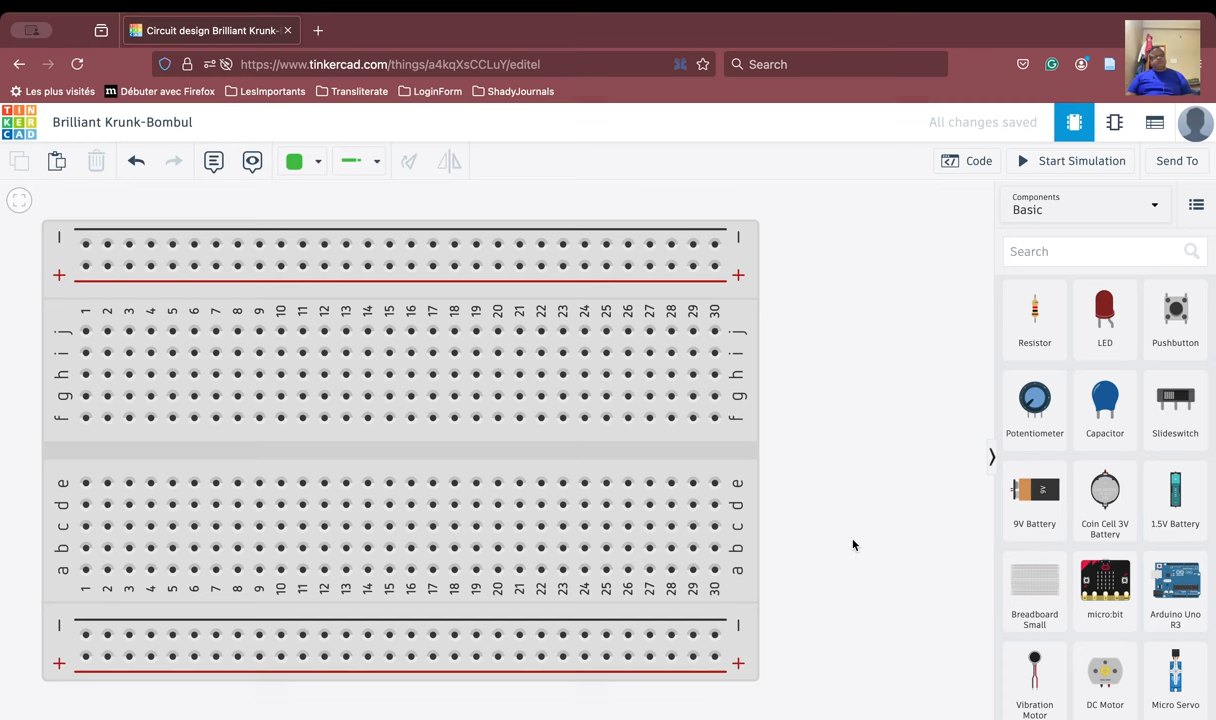 Circuit design Brilliant Krunk-
https://www.tinkercad.com/things/a4kqXsCCLuY/editel
Search
Les plus visités
Débuter avec Firefox
LesImportants
Transliterate
LoginForm
ShadyJournals
TIN
KER
CAD
Brilliant Krunk-Bombul
All changes saved
Code
Start Simulation
Send To
Components
Basic
Search
1 2 3 4 5 6 7 8 9 10 11 12 13 14 15 16 17 18 19 20 21 22 23 24 25 26 27 28 29 30
j j
i i
h h
g g
f f
e e
d d
c c
b b
a a
1 2 3 4 5 6 7 8 9 10 11 12 13 14 15 16 17 18 19 20 21 22 23 24 25 26 27 28 29 30
Resistor
LED
Pushbutton
Potentiometer
Capacitor
Slideswitch
9V
9V Battery
Coin Cell 3V
Battery
1.5V Battery
Breadboard
Small
micro:bit
Arduino Uno
R3
Vibration
Motor
DC Motor
Micro Servo